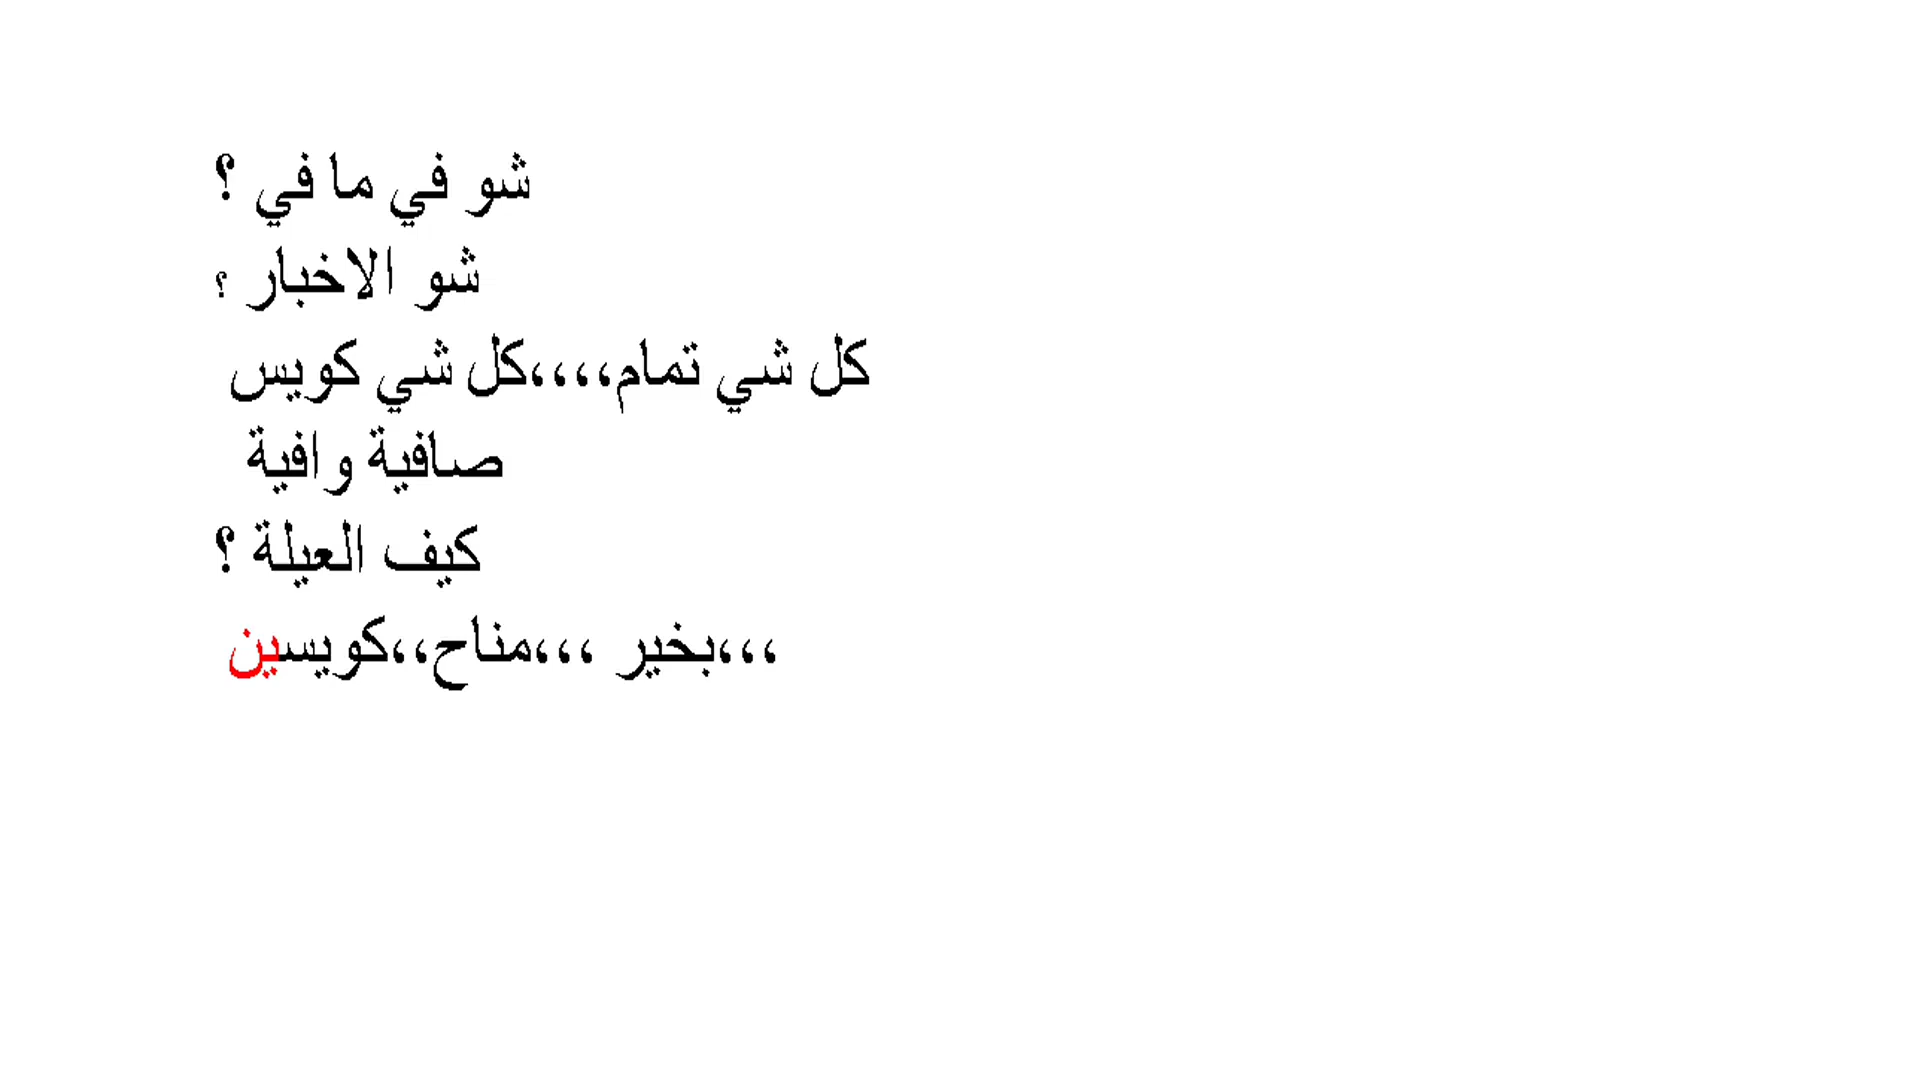 شو في ما في ؟
شو الاخبار ؟
كل شي تمام،،،،كل شي كويس
صافية وافية
كيف العيلة ؟
،،،بخير ،،،مناح،،كويسين